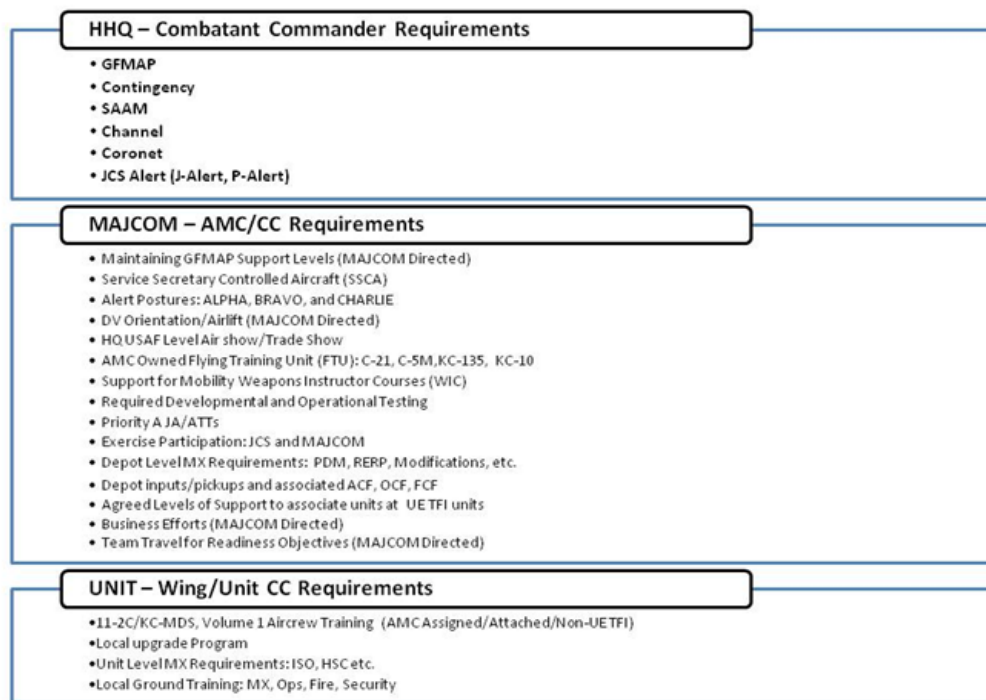 HHQ – Combatant Commander Requirements
• GFMAP
• Contingency
• SAAM
• Channel
• Coronet
• JCS Alert (J-Alert, P-Alert)
MAJCOM – AMC/CC Requirements
• Maintaining GFMAP Support Levels (MAJCOM Directed)
• Service Secretary Controlled Aircraft (SSCA)
• Alert Postures: ALPHA, BRAVO, and CHARLIE
• DV Orientation/Airlift (MAJCOM Directed)
• HQ USAF Level Air show/Trade Show
• AMC Owned Flying Training Unit (FTU): C-21, C-5M,KC-135, KC-10
• Support for Mobility Weapons Instructor Courses (WIC)
• Required Developmental and Operational Testing
• Priority A JA/ATTs
• Exercise Participation: JCS and MAJCOM
• Depot Level MX Requirements: PDM, RERP, Modifications, etc.
• Depot inputs/pickups and associated ACF, OCF, FCF
• Agreed Levels of Support to associate units at UE TFI units
• Business Efforts (MAJCOM Directed)
• Team Travel for Readiness Objectives (MAJCOM Directed)
UNIT – Wing/Unit CC Requirements
•11-2C/KC-MDS, Volume 1 Aircrew Training (AMC Assigned/Attached/Non-UETFI)
•Local upgrade Program
•Unit Level MX Requirements: ISO, HSC etc.
•Local Ground Training: MX, Ops, Fire, Security